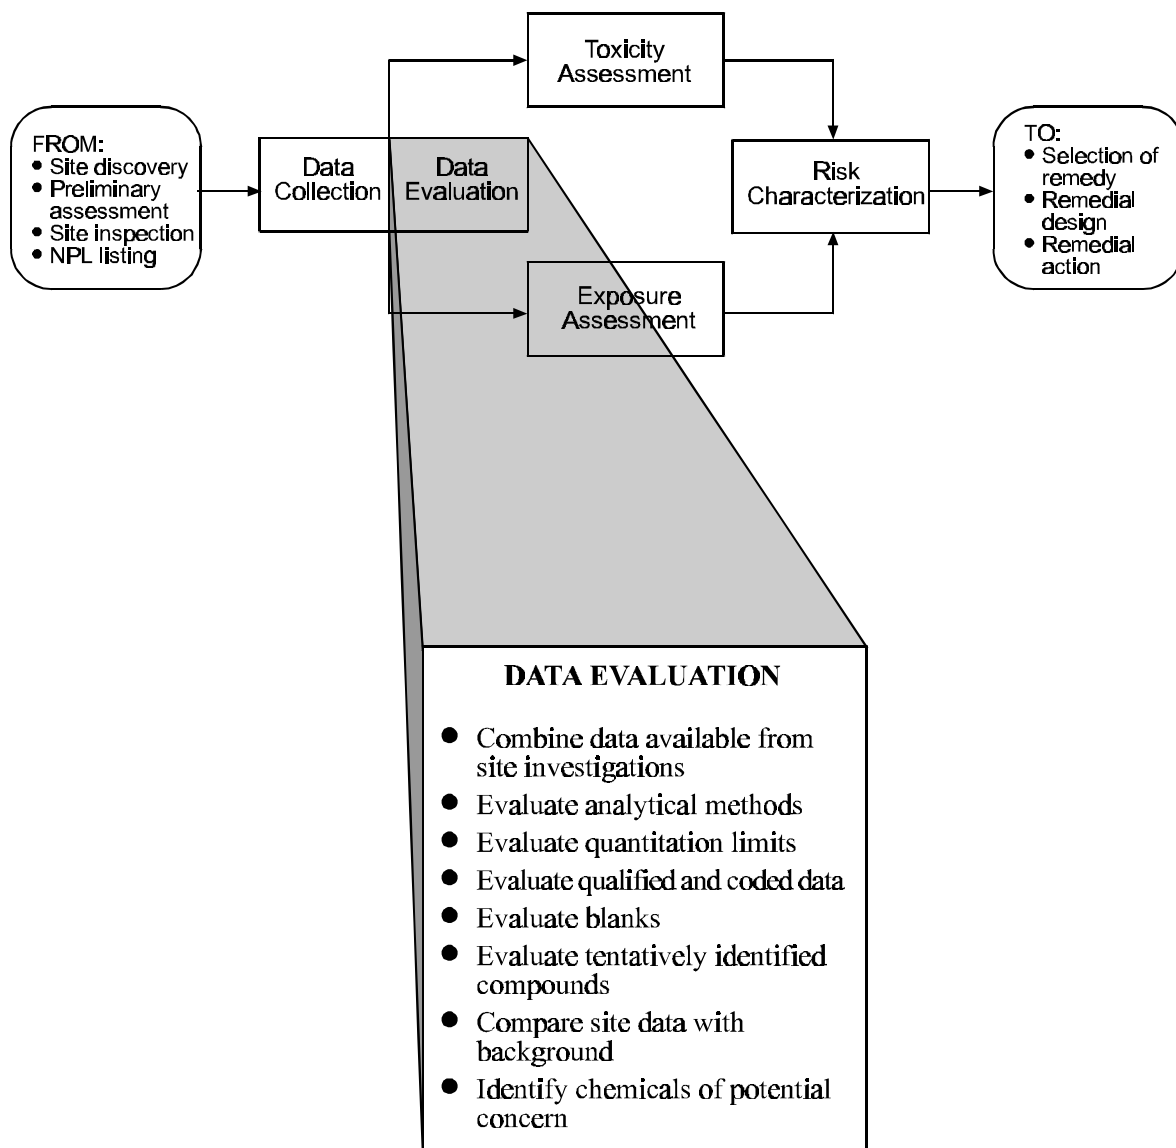 Toxicity
Assessment
FROM:
● Site discovery
● Preliminary
assessment
● Site inspection
● NPL listing
Data
Collection
Data
Evaluation
Risk
Characterization
TO:
● Selection of
remedy
● Remedial
design
● Remedial
action
Exposure
Assessment
DATA EVALUATION
● Combine data available from
site investigations
● Evaluate analytical methods
● Evaluate quantitation limits
● Evaluate qualified and coded data
● Evaluate blanks
● Evaluate tentatively identified
compounds
● Compare site data with
background
● Identify chemicals of potential
concern